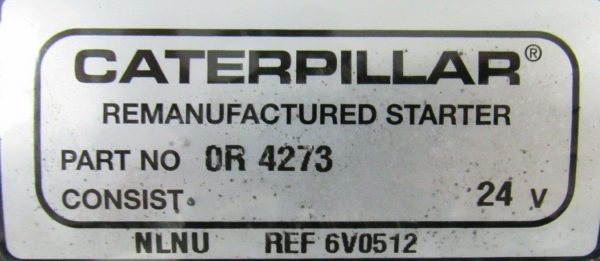 CATERPILLAR®
REMANUFACTURED STARTER
PART NO 0R 4273
CONSIST. 24 V
NLNU REF 6V0512